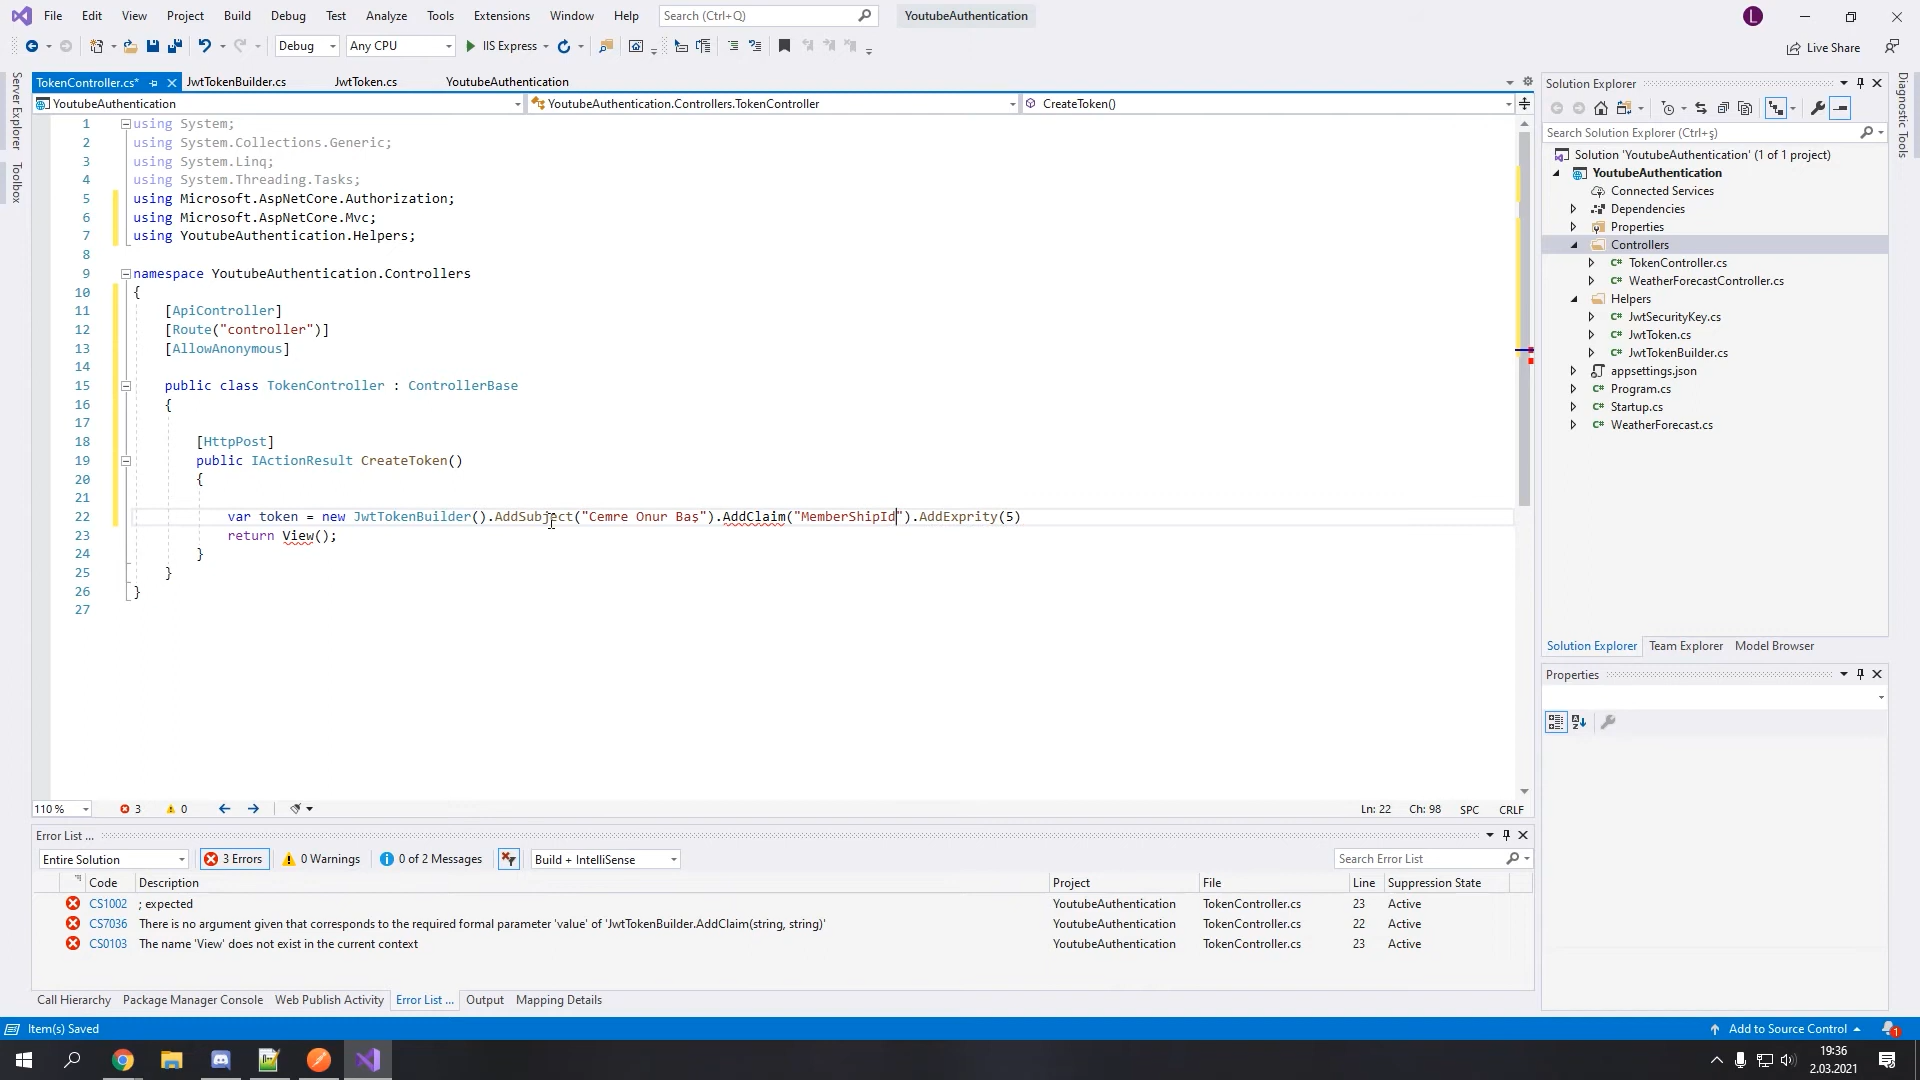 File Edit View Project Build Debug Test Analyze Tools Extensions Window Help Search (Ctrl+Q) YoutubeAuthentication L
Debug Any CPU IIS Express Live Share
Server Explorer
Toolbox
TokenController.cs* JwtTokenBuilder.cs JwtToken.cs YoutubeAuthentication
YoutubeAuthentication YoutubeAuthentication.Controllers.TokenController CreateToken()
1 using System;
2 using System.Collections.Generic;
3 using System.Linq;
4 using System.Threading.Tasks;
5 using Microsoft.AspNetCore.Authorization;
6 using Microsoft.AspNetCore.Mvc;
7 using YoutubeAuthentication.Helpers;
8
9 namespace YoutubeAuthentication.Controllers
10 {
11 [ApiController]
12 [Route("controller")]
13 [AllowAnonymous]
14
15 public class TokenController : ControllerBase
16 {
17
18 [HttpPost]
19 public IActionResult CreateToken()
20 {
21
22 var token = new JwtTokenBuilder().AddSubject("Cemre Onur Baş").AddClaim("MemberShipId").AddExprity(5)
23 return View();
24 }
25 }
26 }
27
110 % 3 0 Ln: 22 Ch: 98 SPC CRLF
Error List ...
Entire Solution 3 Errors 0 Warnings 0 of 2 Messages Build + IntelliSense Search Error List
Code Description Project File Line Suppression State
CS1002 ; expected YoutubeAuthentication TokenController.cs 23 Active
CS7036 There is no argument given that corresponds to the required formal parameter 'value' of 'JwtTokenBuilder.AddClaim(string, string)' YoutubeAuthentication TokenController.cs 22 Active
CS0103 The name 'View' does not exist in the current context YoutubeAuthentication TokenController.cs 23 Active
Call Hierarchy Package Manager Console Web Publish Activity Error List ... Output Mapping Details
Solution Explorer
Search Solution Explorer (Ctrl+ş)
Solution 'YoutubeAuthentication' (1 of 1 project)
YoutubeAuthentication
Connected Services
Dependencies
Properties
Controllers
C# TokenController.cs
C# WeatherForecastController.cs
Helpers
C# JwtSecurityKey.cs
C# JwtToken.cs
C# JwtTokenBuilder.cs
appsettings.json
C# Program.cs
C# Startup.cs
C# WeatherForecast.cs
Solution Explorer Team Explorer Model Browser
Properties
Diagnostic Tools
Item(s) Saved Add to Source Control 1
19:36
2.03.2021